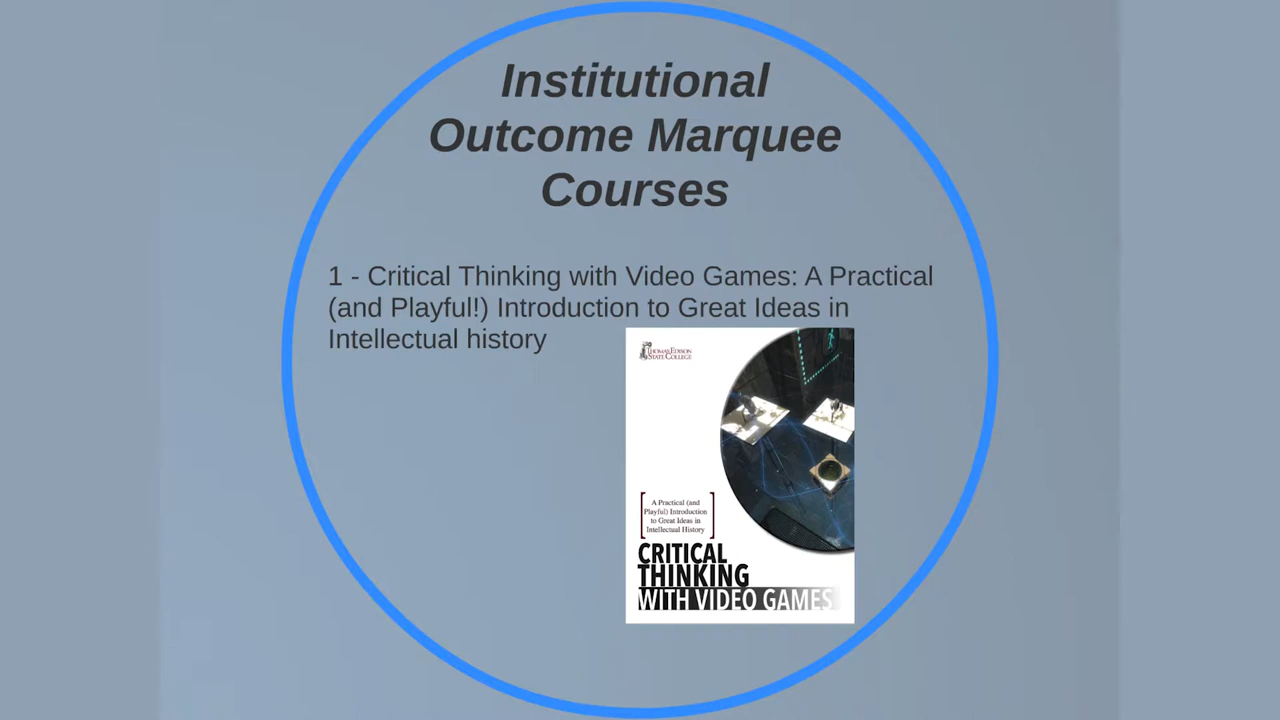 Institutional
Outcome Marquee
Courses
1 - Critical Thinking with Video Games: A Practical
(and Playful!) Introduction to Great Ideas in
Intellectual history
THOMAS EDISON
STATE COLLEGE
A Practical (and
Playful) Introduction
to Great Ideas in
Intellectual History
CRITICAL
THINKING
WITH VIDEO GAMES